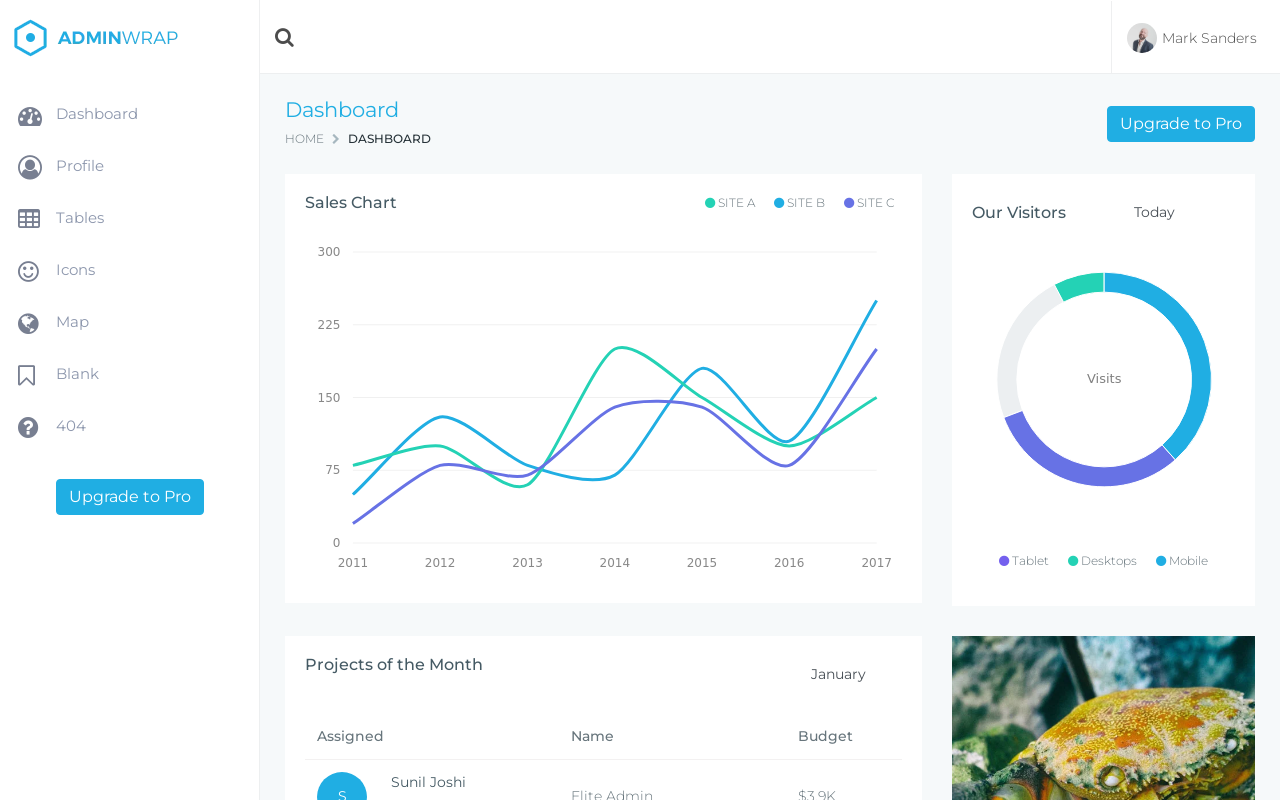 ADMINWRAP
Mark Sanders
Dashboard
Profile
Tables
Icons
Map
Blank
404
Upgrade to Pro
Dashboard
HOME DASHBOARD
Upgrade to Pro
Sales Chart
SITE A SITE B SITE C
300
225
150
75
0
2011 2012 2013 2014 2015 2016 2017
Our Visitors Today
Visits
Tablet Desktops Mobile
Projects of the Month
January
Assigned Name Budget
S Sunil Joshi
Elite Admin $3.9K